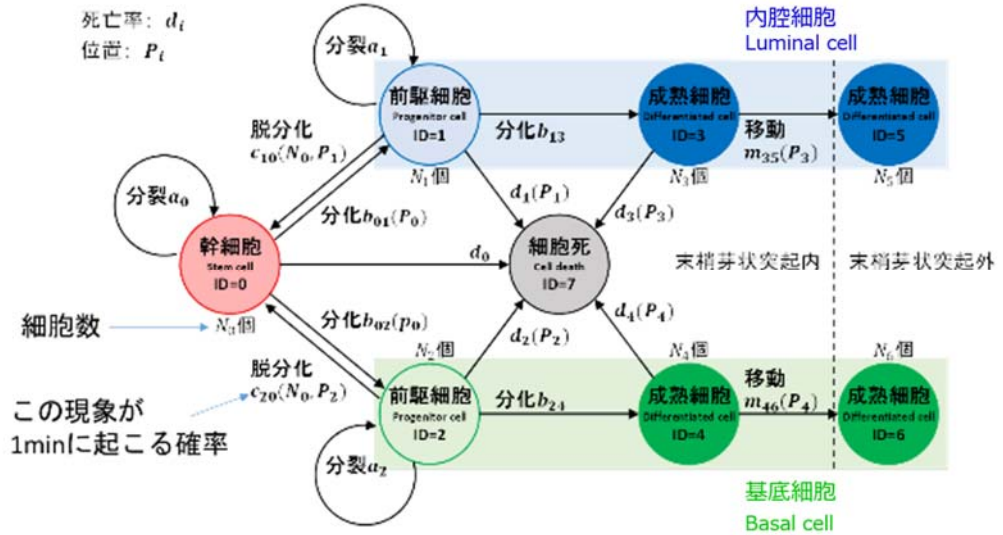 死亡率: d_i
位置: P_i
内腔細胞
Luminal cell
分裂a_1
前駆細胞
Progenitor cell
ID=1
N_1個
分化b_13
成熟細胞
Differentiated cell
ID=3
N_3個
移動
m_35(P_3)
成熟細胞
Differentiated cell
ID=5
N_5個
脱分化
c_10(N_0, P_1)
分化b_01(P_0)
d_1(P_1)
d_3(P_3)
分裂a_0
幹細胞
Stem cell
ID=0
d_0
細胞死
Cell death
ID=7
末梢芽状突起内
末梢芽状突起外
細胞数
N_0個
分化b_02(p_0)
d_2(P_2)
d_4(P_4)
脱分化
c_20(N_0, P_2)
この現象が
1minに起こる確率
N_2個
前駆細胞
Progenitor cell
ID=2
分化b_24
N_4個
成熟細胞
Differentiated cell
ID=4
移動
m_46(P_4)
N_6個
成熟細胞
Differentiated cell
ID=6
分裂a_2
基底細胞
Basal cell